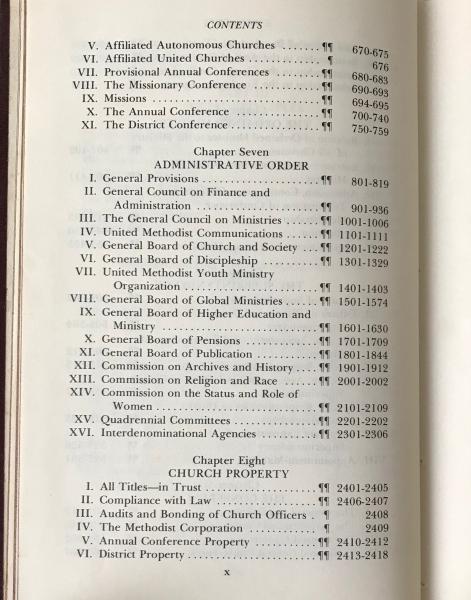 CONTENTS
V. Affiliated Autonomous Churches ....... ¶¶ 670-675
VI. Affiliated United Churches ............. ¶ 676
VII. Provisional Annual Conferences ........ ¶¶ 680-683
VIII. The Missionary Conference ............ ¶¶ 690-693
IX. Missions ............................. ¶¶ 694-695
X. The Annual Conference ............... ¶¶ 700-740
XI. The District Conference............... ¶¶ 750-759
Chapter Seven
ADMINISTRATIVE ORDER
I. General Provisions .................... ¶¶ 801-819
II. General Council on Finance and
Administration ..................... ¶¶ 901-936
III. The General Council on Ministries ...... ¶¶ 1001-1006
IV. United Methodist Communications ..... ¶¶ 1101-1111
V. General Board of Church and Society ... ¶¶ 1201-1222
VI. General Board of Discipleship .......... ¶¶ 1301-1329
VII. United Methodist Youth Ministry
Organization ....................... ¶¶ 1401-1403
VIII. General Board of Global Ministries ...... ¶¶ 1501-1574
IX. General Board of Higher Education and
Ministry ........................... ¶¶ 1601-1630
X. General Board of Pensions ............. ¶¶ 1701-1709
XI. General Board of Publication ........... ¶¶ 1801-1844
XII. Commission on Archives and History .... ¶¶ 1901-1912
XIII. Commission on Religion and Race ...... ¶¶ 2001-2002
XIV. Commission on the Status and Role of
Women ............................ ¶¶ 2101-2109
XV. Quadrennial Committees ............... ¶¶ 2201-2202
XVI. Interdenominational Agencies .......... ¶¶ 2301-2306
Chapter Eight
CHURCH PROPERTY
I. All Titles—in Trust ..................... ¶¶ 2401-2405
II. Compliance with Law .................. ¶¶ 2406-2407
III. Audits and Bonding of Church Officers . ¶ 2408
IV. The Methodist Corporation ............ ¶ 2409
V. Annual Conference Property ........... ¶¶ 2410-2412
VI. District Property ....................... ¶¶ 2413-2418
x